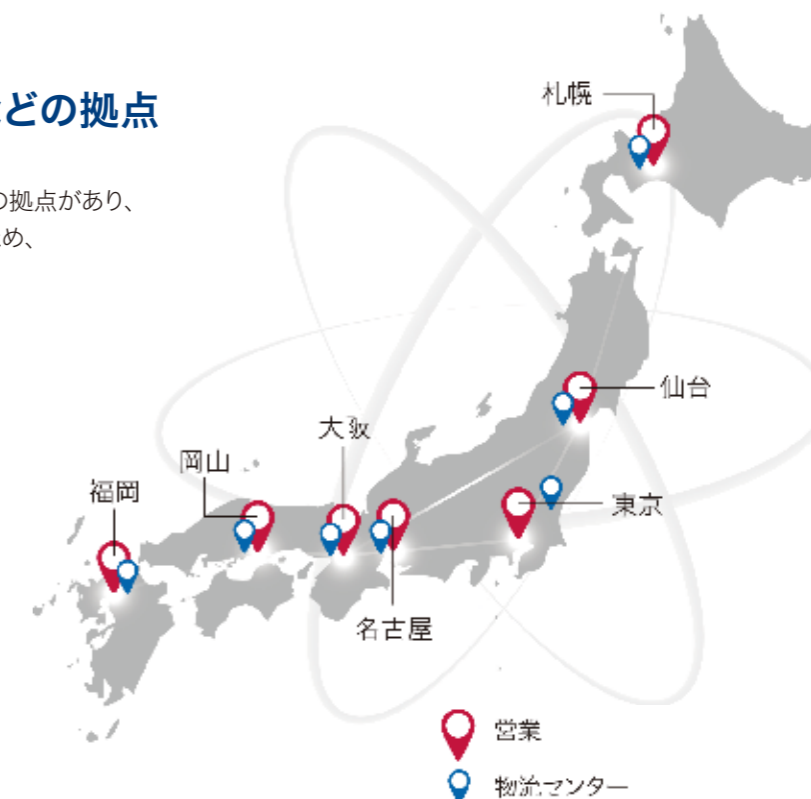 どの拠点
の拠点があり、
め、
札幌
仙台
大阪
岡山
福岡
東京
名古屋
営業
物流センター